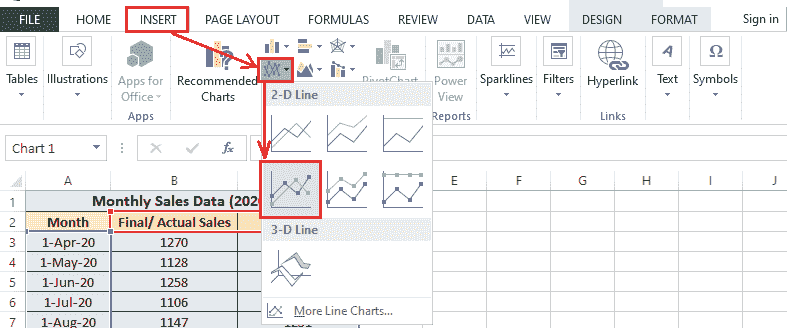 FILE HOME INSERT PAGE LAYOUT FORMULAS REVIEW DATA VIEW DESIGN FORMAT Sign in
Tables Illustrations Apps for Office Recommended Charts PivotChart Power View Sparklines Filters Hyperlink Text Symbols
Apps Reports Links
2-D Line
Chart 1 fx
A B E F G H I J
1 Monthly Sales Data (202
2 Month Final/ Actual Sales
3 1-Apr-20 1270
3-D Line
4 1-May-20 1128
5 1-Jun-20 1258
6 1-Jul-20 1106
More Line Charts...
7 1-Aug-20 1147